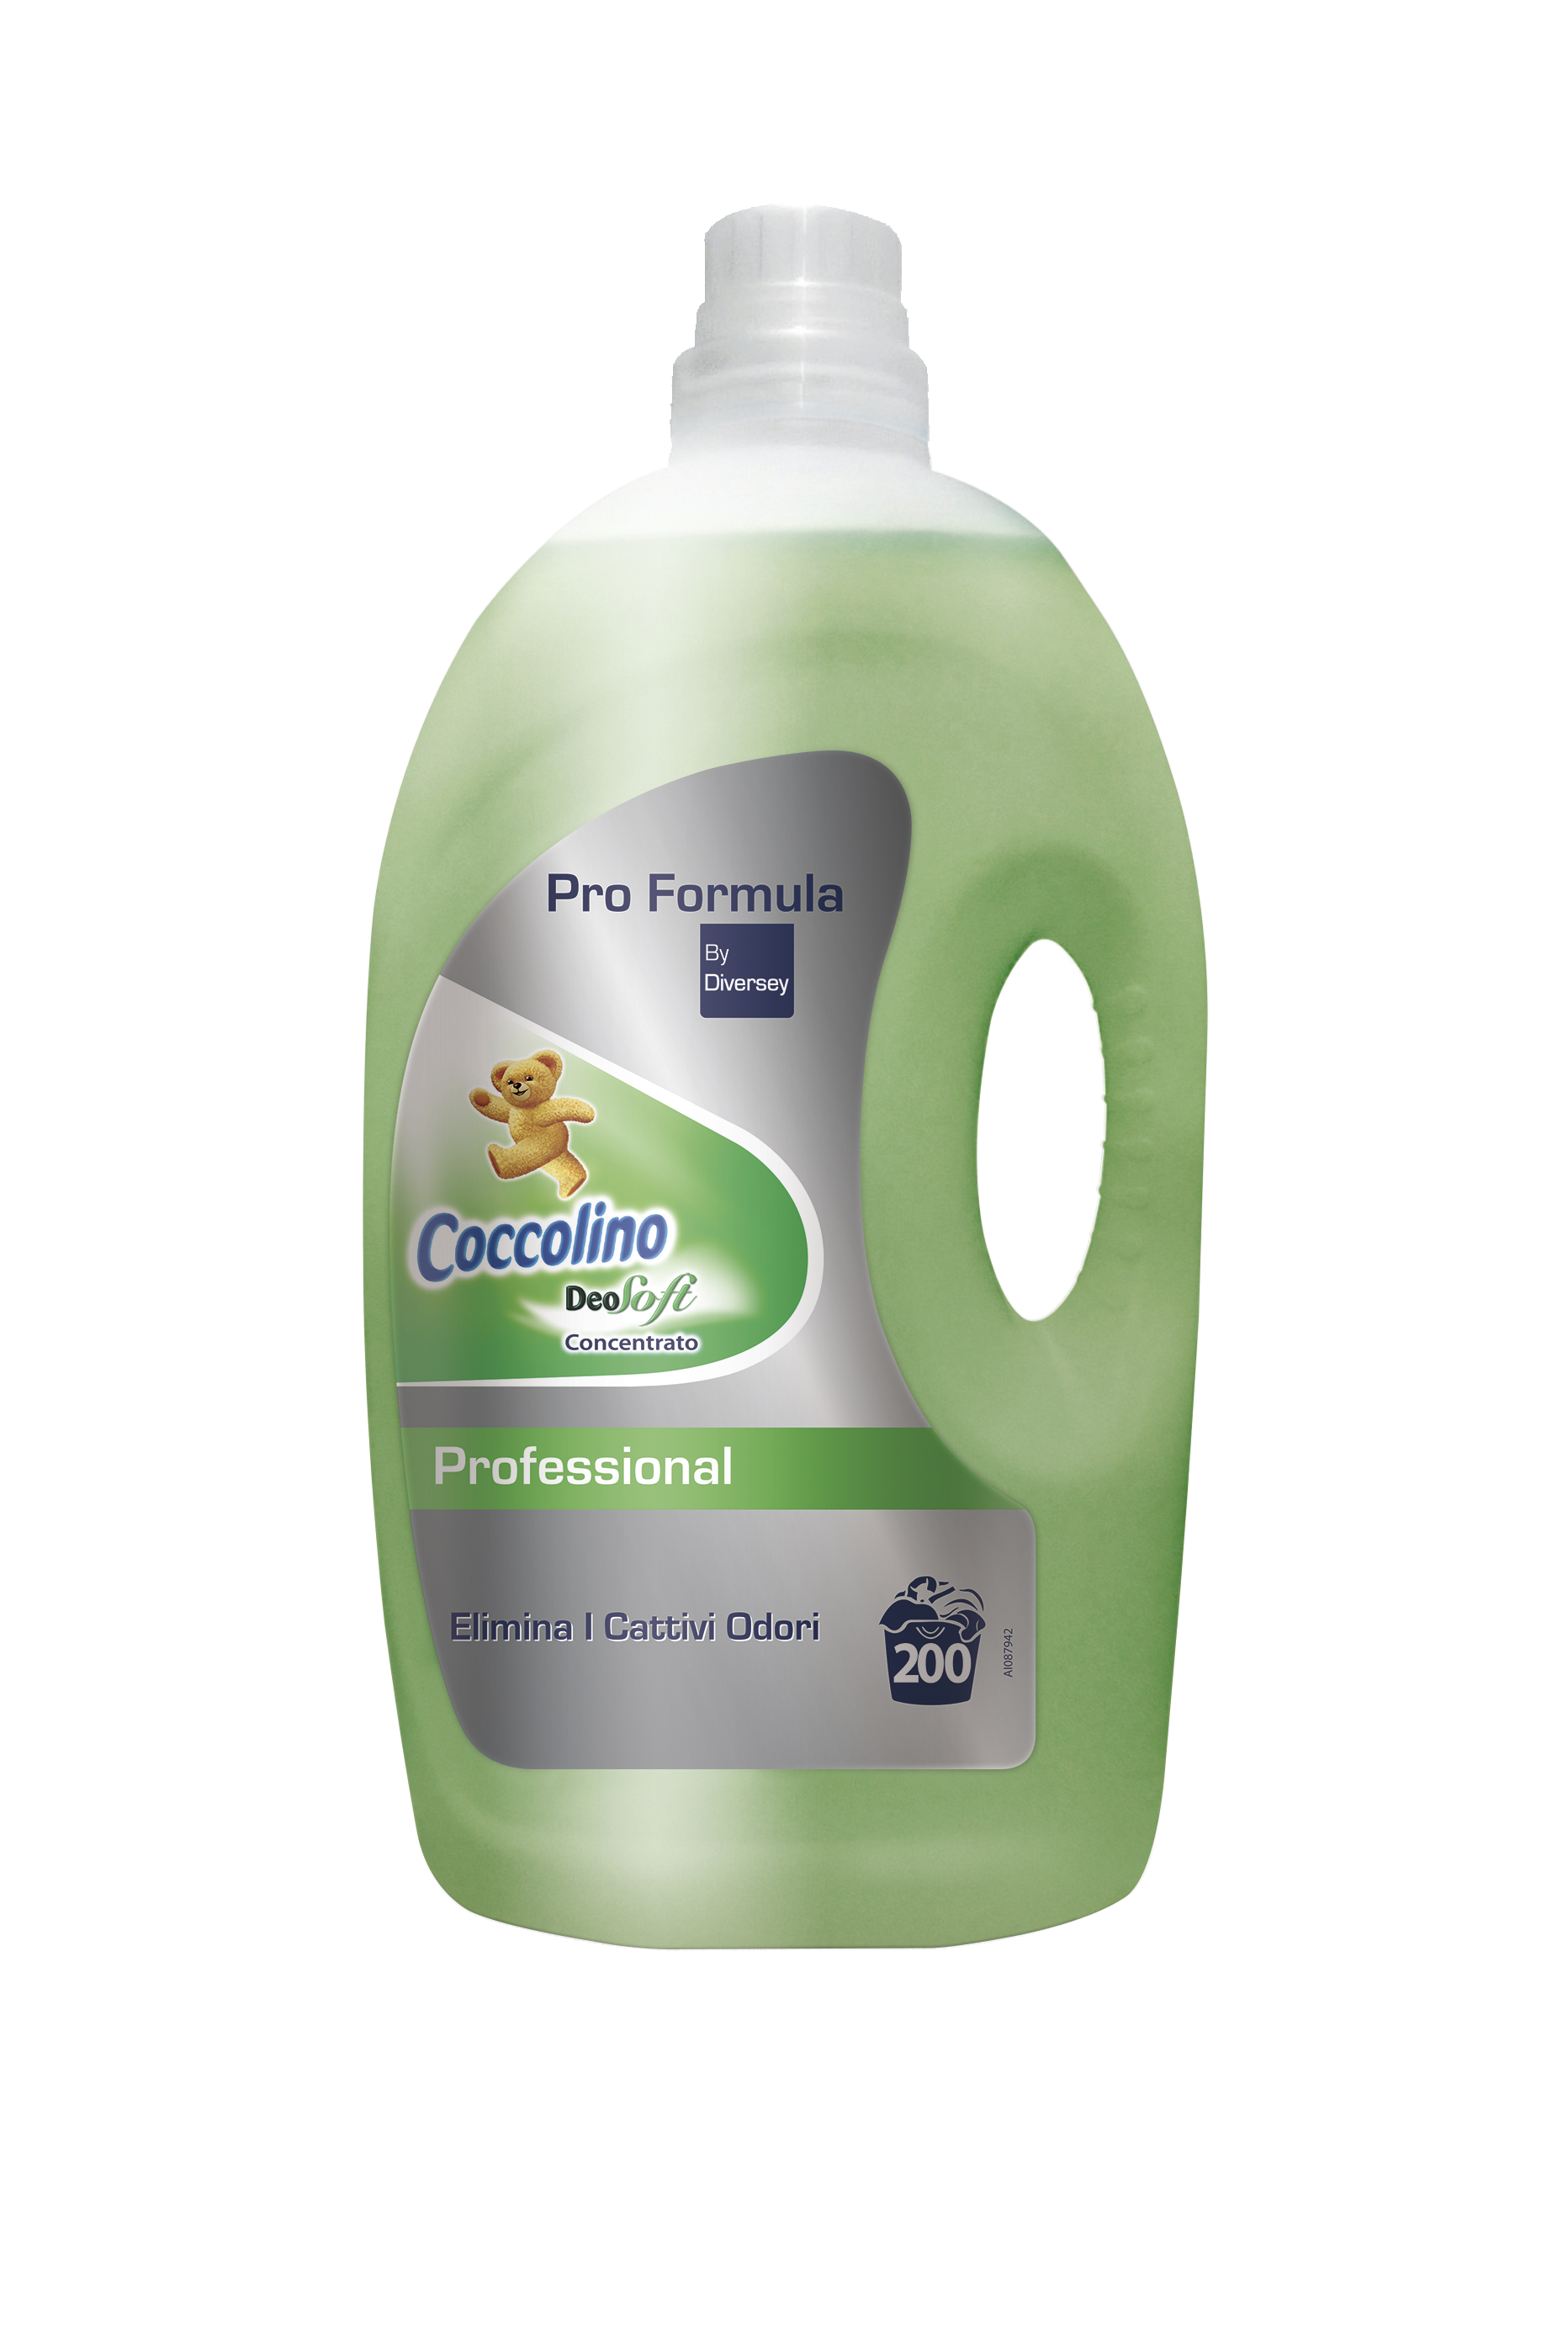 Pro Formula
By
Diversey
Coccolino
DeoSoft
Concentrato
Professional
Elimina I Cattivi Odori
200
AI087942